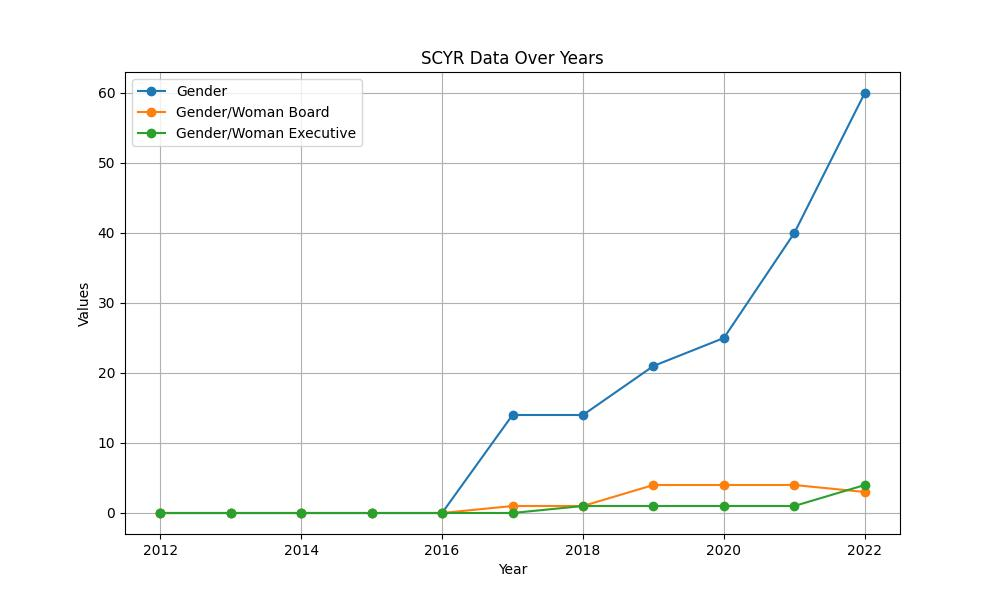 SCYR Data Over Years
Gender
Gender/Woman Board
Gender/Woman Executive
60
50
40
30
20
10
0
Values
2012
2014
2016
2018
2020
2022
Year